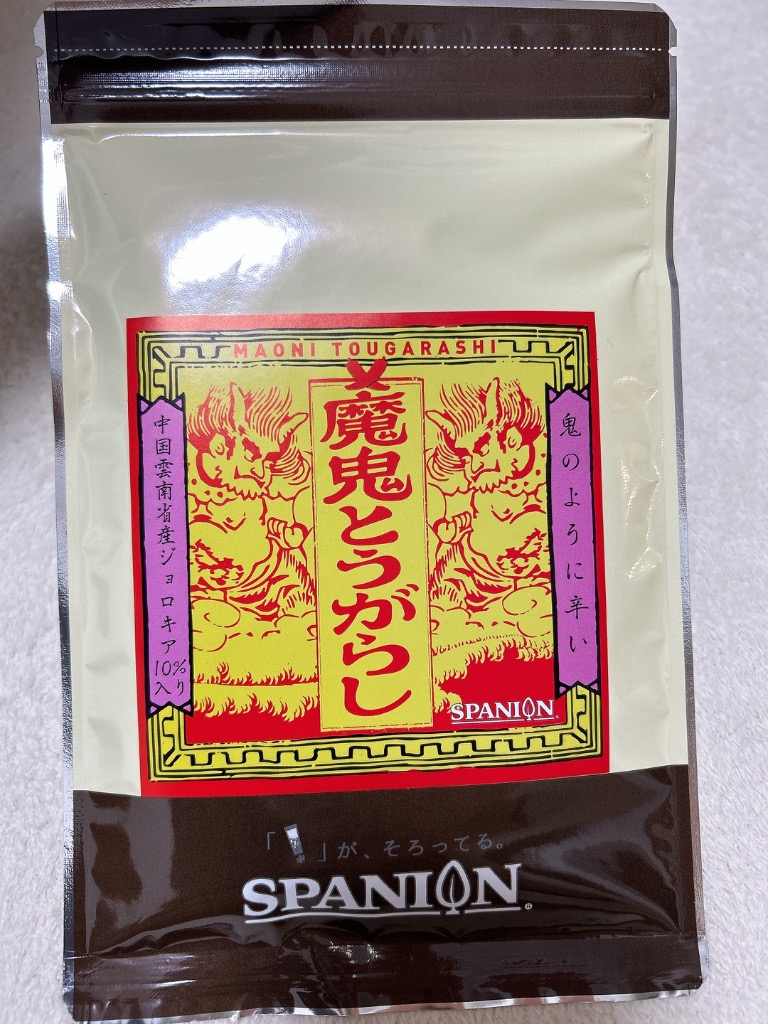 MAONI TOUGARASHI
鬼のように辛い
魔鬼とうがらし
中国雲南省産ジョロキア10%入り
SPANION
「 」が、そろってる。
SPANION